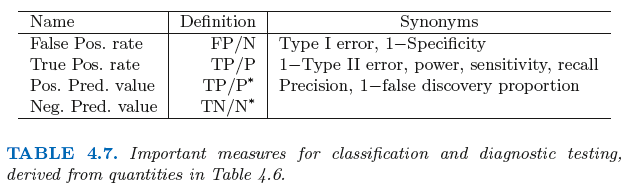 Name Definition Synonyms
False Pos. rate FP/N Type I error, 1−Specificity
True Pos. rate TP/P 1−Type II error, power, sensitivity, recall
Pos. Pred. value TP/P* Precision, 1−false discovery proportion
Neg. Pred. value TN/N*
TABLE 4.7. Important measures for classification and diagnostic testing,
derived from quantities in Table 4.6.